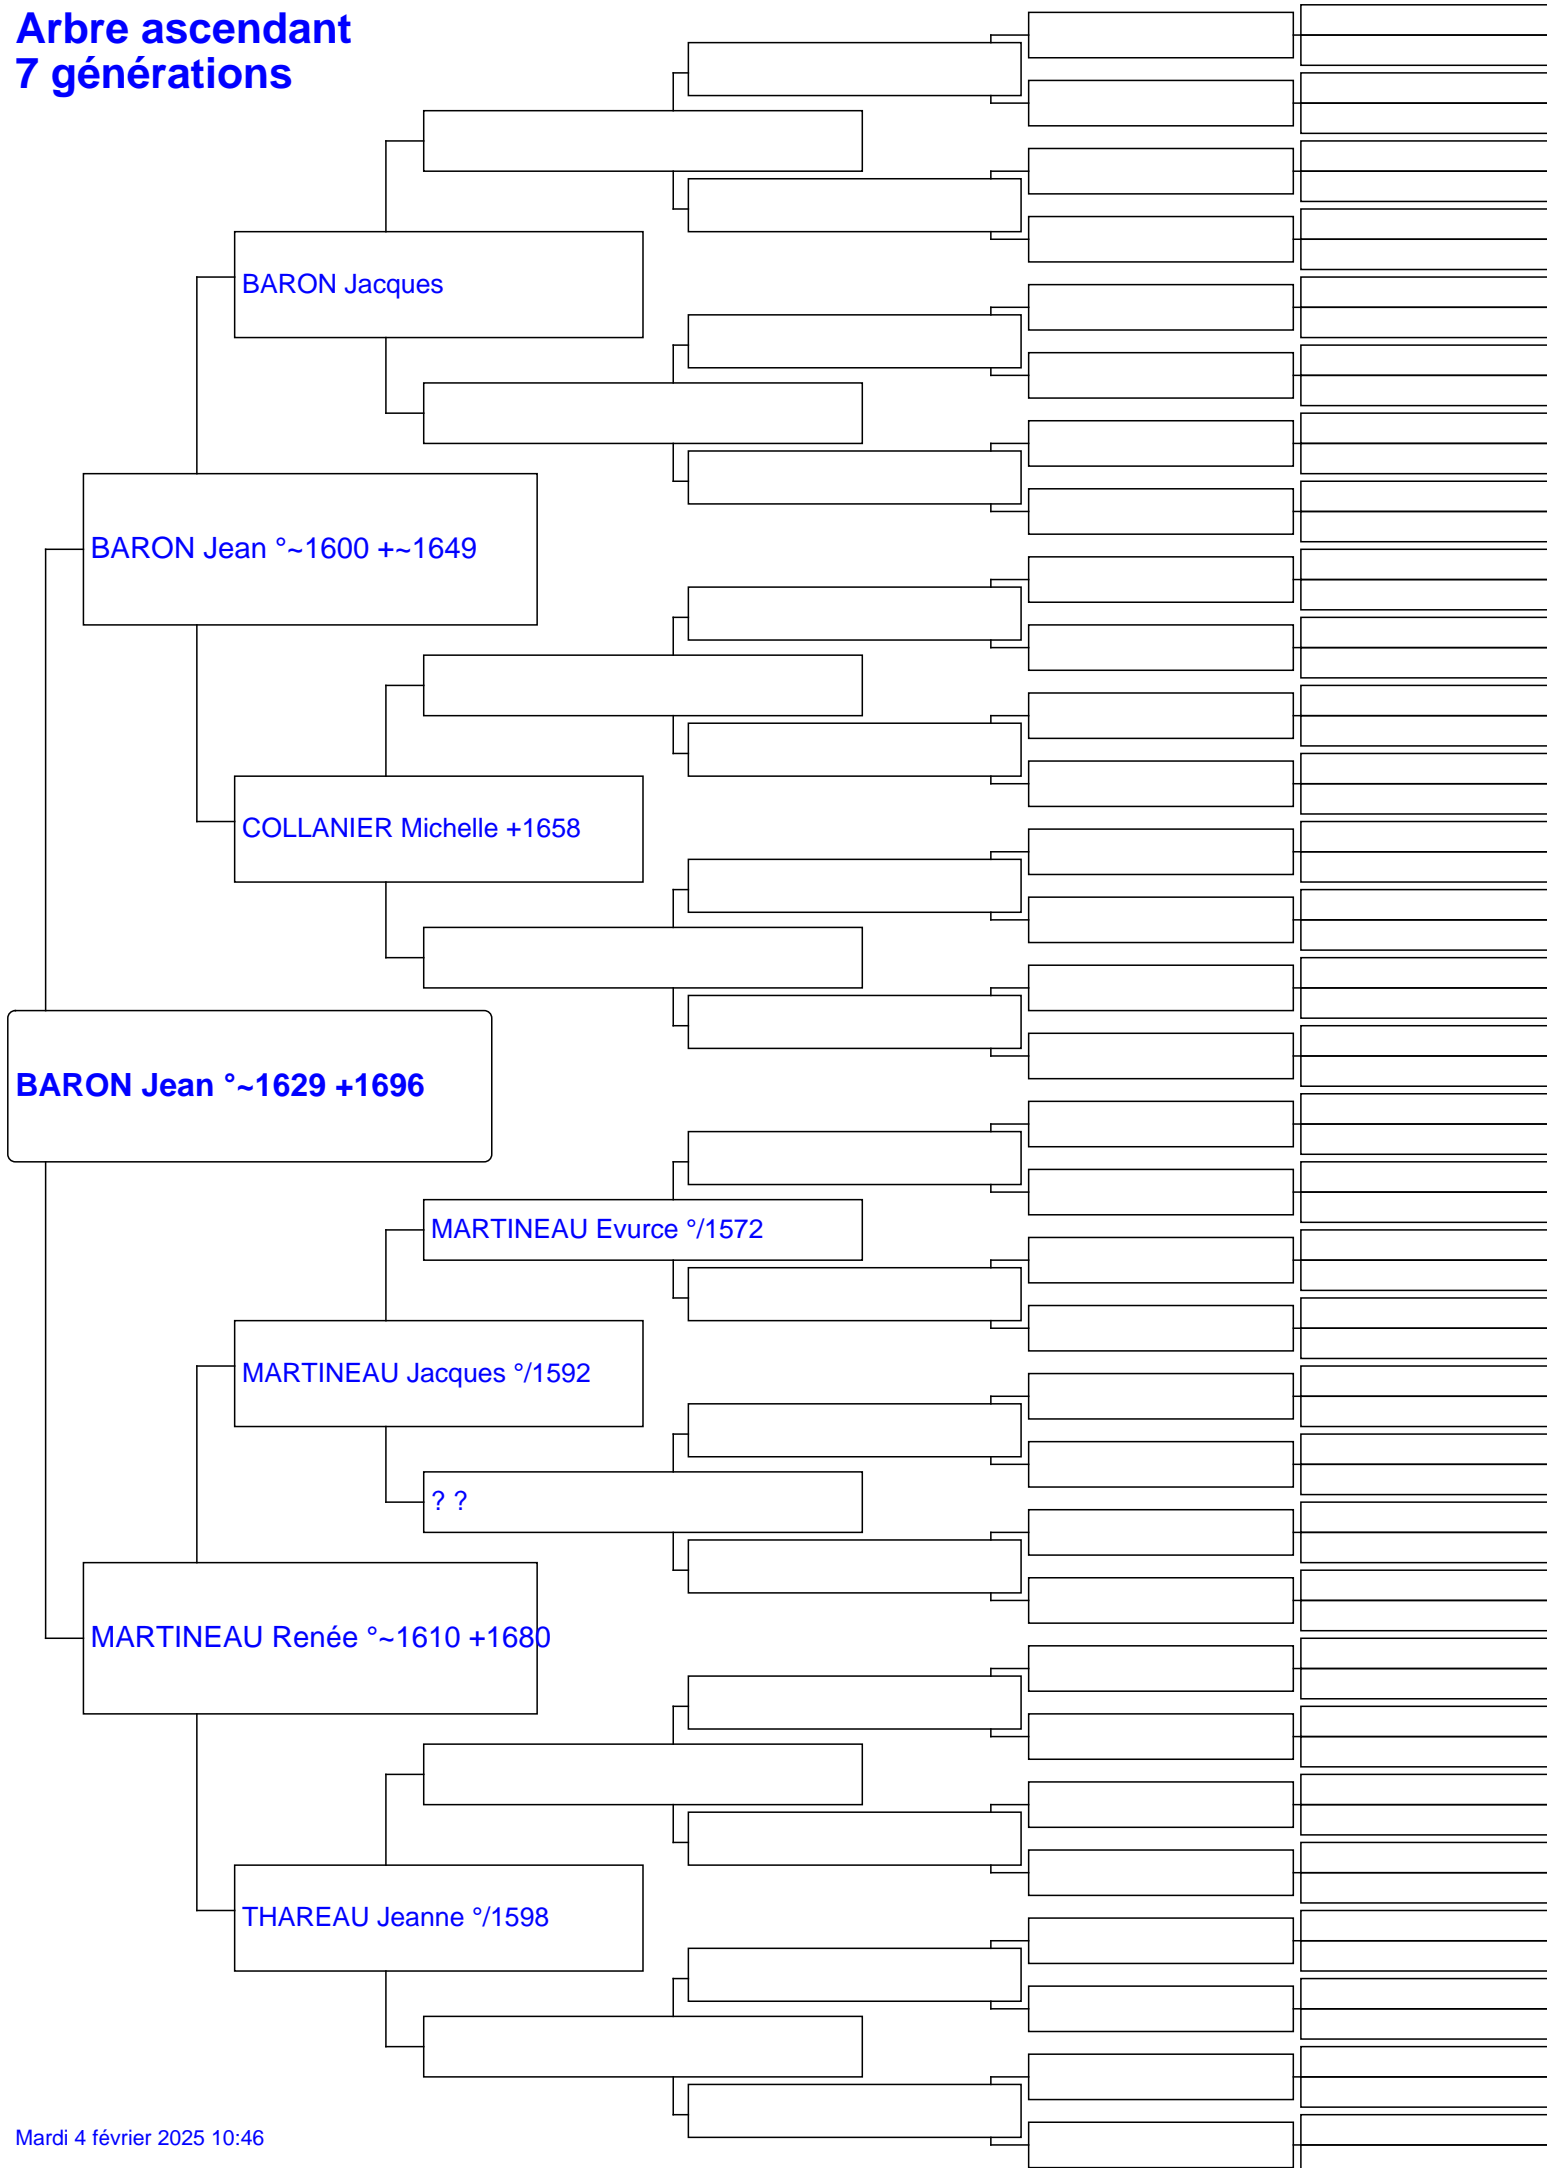 Arbre ascendant
7 générations
BARON Jacques
BARON Jean °~1600 +~1649
COLLANIER Michelle +1658
BARON Jean °~1629 +1696
MARTINEAU Evurce °/1572
MARTINEAU Jacques °/1592
? ?
MARTINEAU Renée °~1610 +1680
THAREAU Jeanne °/1598
Mardi 4 février 2025 10:46